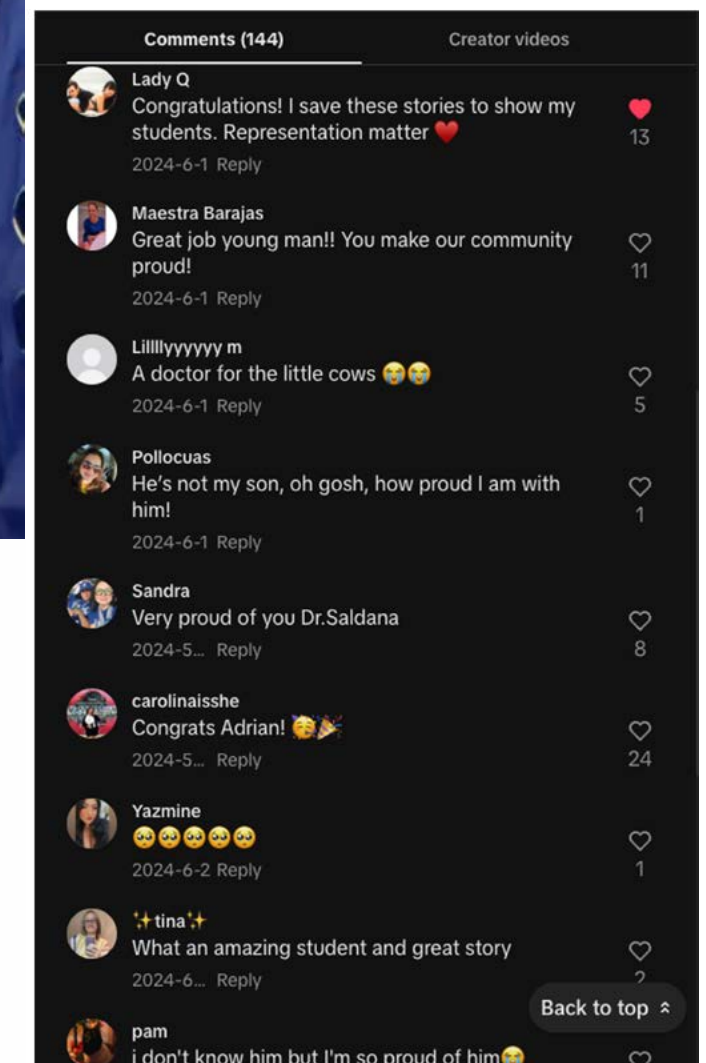 Comments (144)
Creator videos
Lady Q
Congratulations! I save these stories to show my
students. Representation matter ❤️
13
2024-6-1 Reply
Maestra Barajas
Great job young man!! You make our community
proud!
11
2024-6-1 Reply
Lillllyyyyyy m
A doctor for the little cows 😭😭
2024-6-1 Reply
5
Pollocuas
He's not my son, oh gosh, how proud I am with
him!
1
2024-6-1 Reply
Sandra
Very proud of you Dr.Saldana
2024-5... Reply
8
carolinaisshe
Congrats Adrian! 🥳🎉
2024-5... Reply
24
Yazmine
🥺🥺🥺🥺🥺
2024-6-2 Reply
1
✨tina✨
What an amazing student and great story
2024-6... Reply
2
Back to top
pam
i don't know him but I'm so proud of him😭